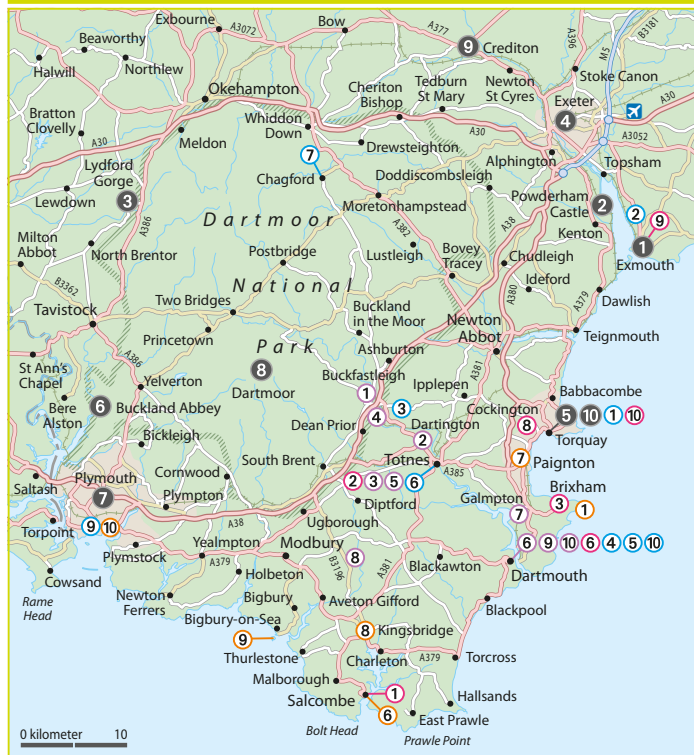 Exbourne
A3072
Bow
A377
9
Crediton
A396
M5
B3181
Beaworthy
Halwill
Northlew
Okehampton
Cheriton
Bishop
Tedburn
St Mary
Newton
St Cyres
Stoke Canon
Exeter
4
A30
Bratton
Clovelly
A30
Meldon
Whiddon
Down
Drewsteighton
A30
A3052
Alphington
Topsham
Lydford
Gorge
3
7
Chagford
Doddiscombsleigh
Moretonhampstead
Powderham
Castle
2
Kenton
2
9
1
Exmouth
Lewdown
A386
Dartmoor
A382
A38
Milton
Abbot
North Brentor
Postbridge
Lustleigh
Bovey
Tracey
Chudleigh
Ideford
B3362
National
A380
A379
Dawlish
Tavistock
Two Bridges
Buckland
in the Moor
Newton
Abbot
Teignmouth
Princetown
Park
Ashburton
A386
A381
St Ann's
Chapel
Yelverton
8
Dartmoor
Buckfastleigh
1
Ipplepen
Babbacombe
Bere
Alston
6
Buckland Abbey
4
3
Dartington
Cockington
8
5
10
1
10
Torquay
Bickleigh
Dean Prior
2
Cornwood
South Brent
Totnes
A385
7
Paignton
Saltash
Plymouth
7
Plympton
2
3
5
6
Diptford
Galmpton
7
Brixham
3
1
Torpoint
9
10
A38
Ugborough
Plymstock
Yealmpton
Modbury
8
6
9
10
6
4
5
10
Dartmouth
A379
B3196
A381
Blackawton
Cowsand
Holbeton
Rame
Head
Newton
Ferrers
Bigbury
Aveton Gifford
Blackpool
Bigbury-on-Sea
8
Kingsbridge
9
Thurlestone
Charleton
A379
Torcross
Malborough
Salcombe
1
Hallsands
6
East Prawle
0 kilometer
10
Bolt Head
Prawle Point